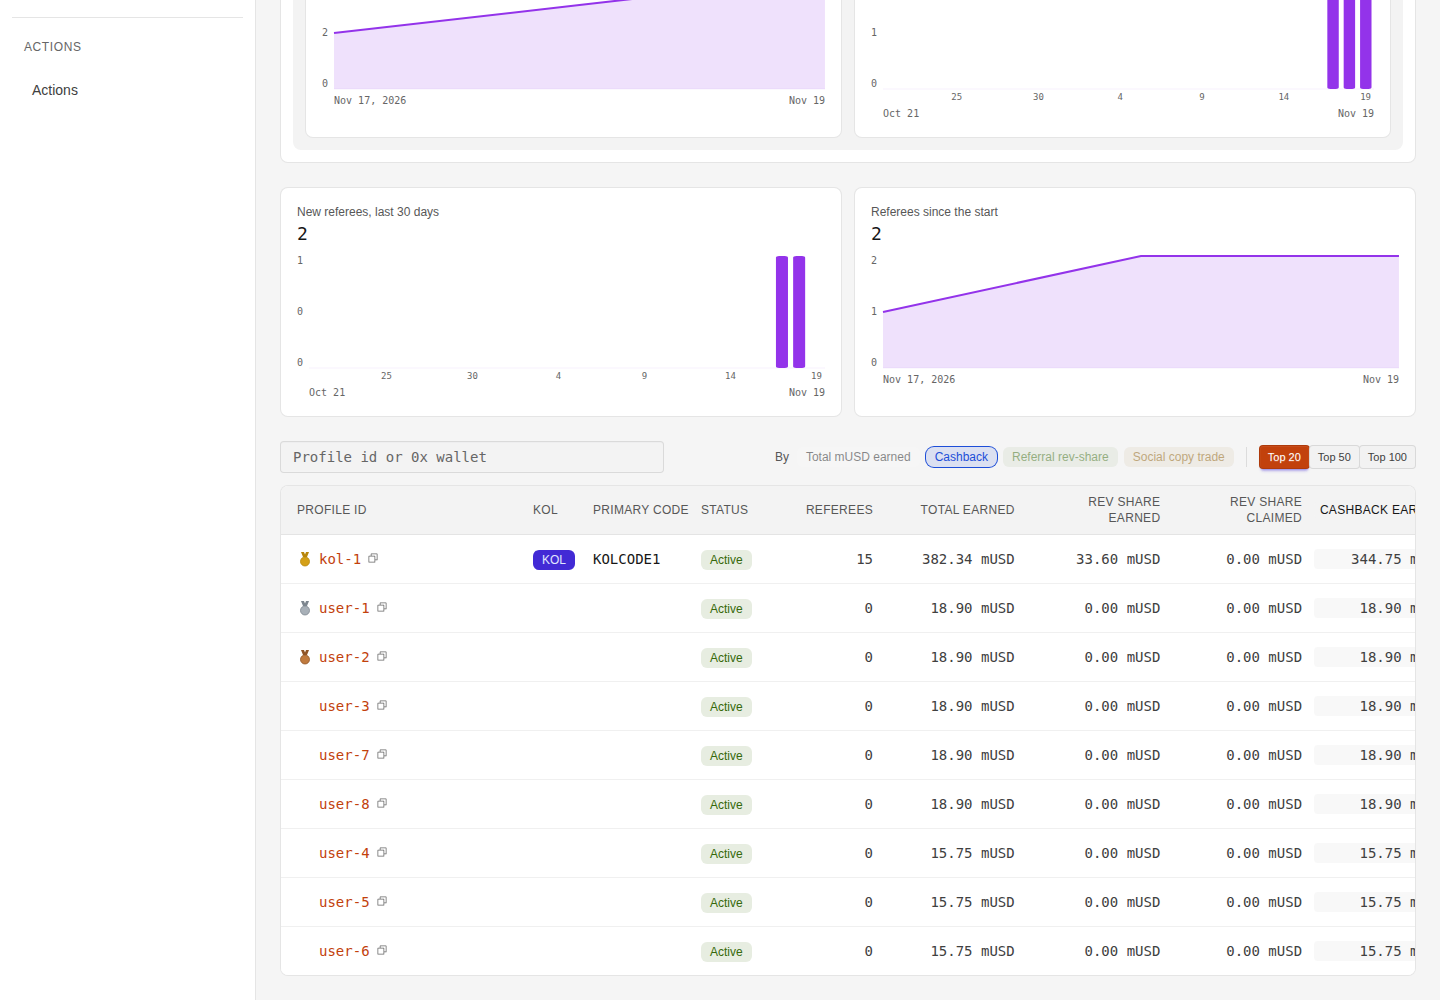 ACTIONS
Actions
2
0
Nov 17, 2026
Nov 19
1
0
25 30 4 9 14 19
Oct 21
Nov 19
New referees, last 30 days
2
1
0
0
25 30 4 9 14 19
Oct 21
Nov 19
Referees since the start
2
2
1
0
Nov 17, 2026
Nov 19
Profile id or 0x wallet
By Total mUSD earned Cashback Referral rev-share Social copy trade Top 20 Top 50 Top 100
PROFILE ID KOL PRIMARY CODE STATUS REFEREES TOTAL EARNED REV SHARE EARNED REV SHARE CLAIMED CASHBACK EAR
kol-1 KOL KOLCODE1 Active 15 382.34 mUSD 33.60 mUSD 0.00 mUSD 344.75 m
user-1 Active 0 18.90 mUSD 0.00 mUSD 0.00 mUSD 18.90 m
user-2 Active 0 18.90 mUSD 0.00 mUSD 0.00 mUSD 18.90 m
user-3 Active 0 18.90 mUSD 0.00 mUSD 0.00 mUSD 18.90 m
user-7 Active 0 18.90 mUSD 0.00 mUSD 0.00 mUSD 18.90 m
user-8 Active 0 18.90 mUSD 0.00 mUSD 0.00 mUSD 18.90 m
user-4 Active 0 15.75 mUSD 0.00 mUSD 0.00 mUSD 15.75 m
user-5 Active 0 15.75 mUSD 0.00 mUSD 0.00 mUSD 15.75 m
user-6 Active 0 15.75 mUSD 0.00 mUSD 0.00 mUSD 15.75 m